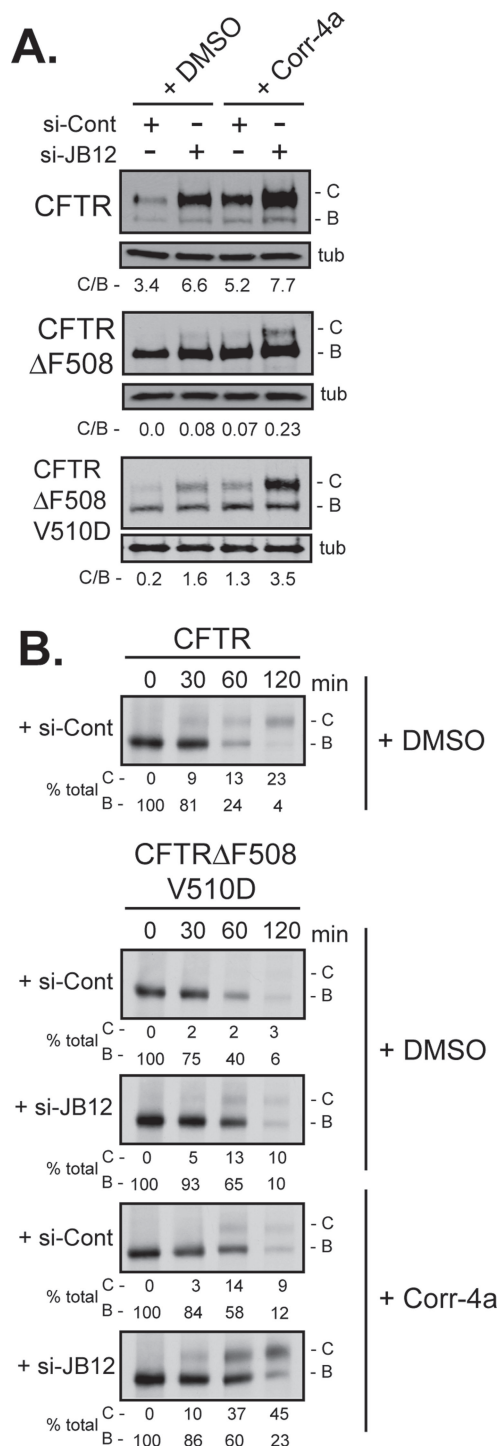 A.
+ DMSO + Corr-4a
si-Cont + - + -
si-JB12 - + - +
CFTR - C
- B
tub
C/B - 3.4 6.6 5.2 7.7
CFTR - C
ΔF508 - B
tub
C/B - 0.0 0.08 0.07 0.23
CFTR
ΔF508 - C
V510D - B
tub
C/B - 0.2 1.6 1.3 3.5
B.
CFTR
0 30 60 120 min
+ si-Cont - C
- B
+ DMSO
% total C - 0 9 13 23
B - 100 81 24 4
CFTRΔF508
V510D
0 30 60 120 min
+ si-Cont - C
- B
% total C - 0 2 2 3
B - 100 75 40 6
+ DMSO
+ si-JB12 - C
- B
% total C - 0 5 13 10
B - 100 93 65 10
+ si-Cont - C
- B
% total C - 0 3 14 9
B - 100 84 58 12
+ Corr-4a
+ si-JB12 - C
- B
% total C - 0 10 37 45
B - 100 86 60 23